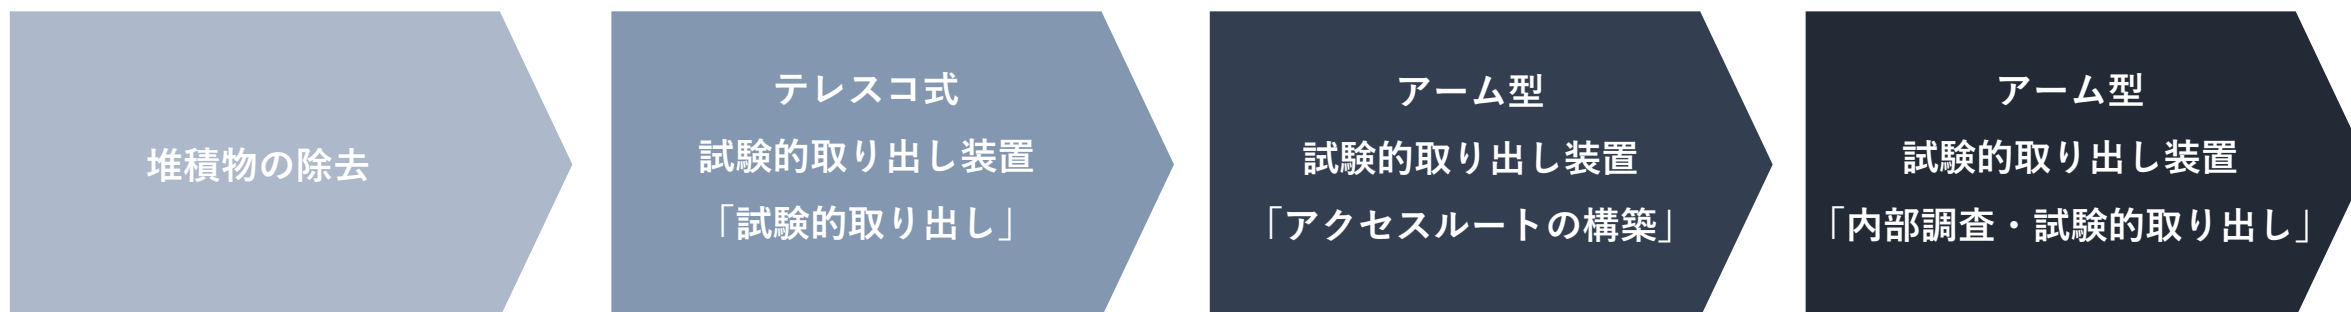 堆積物の除去
テレスコ式
試験的取り出し装置
「試験的取り出し」
アーム型
試験的取り出し装置
「アクセスルートの構築」
アーム型
試験的取り出し装置
「内部調査・試験的取り出し」